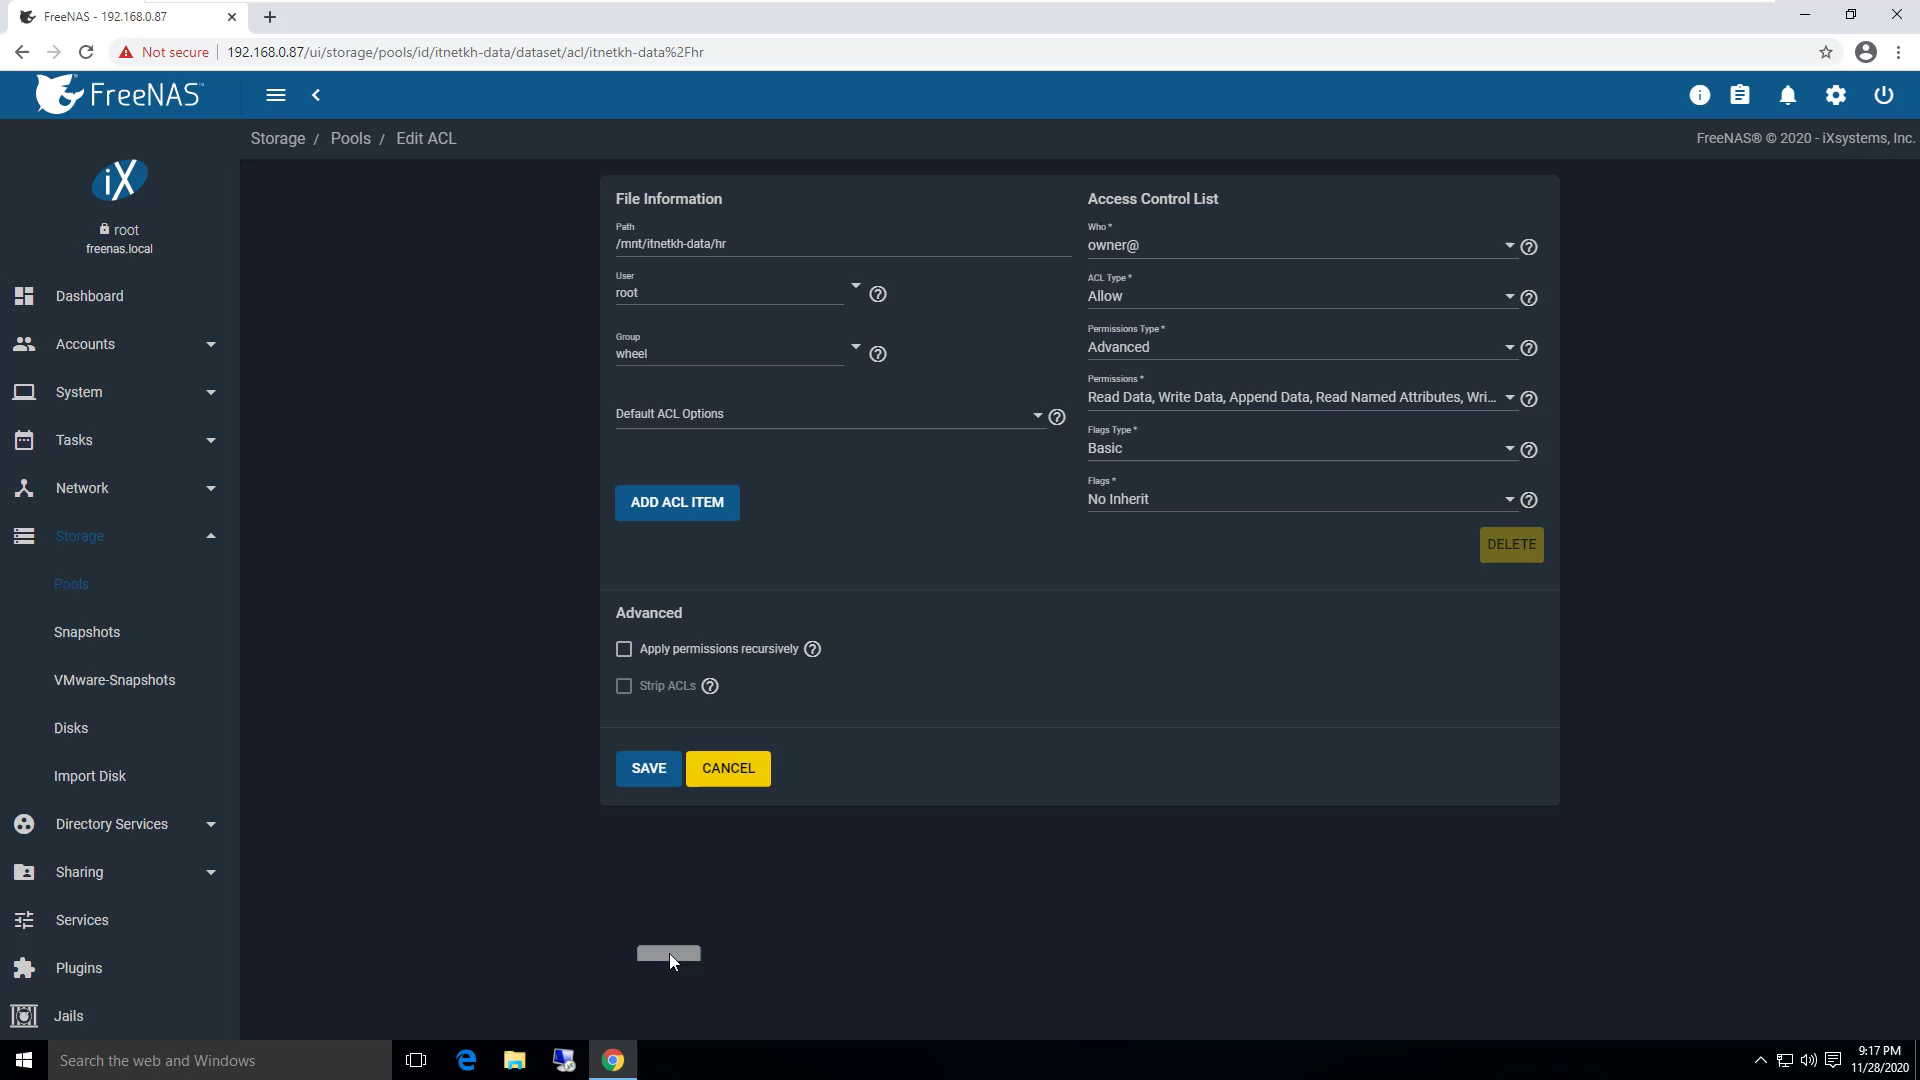 FreeNAS - 192.168.0.87
Not secure
192.168.0.87/ui/storage/pools/id/itnetkh-data/dataset/acl/itnetkh-data%2Fhr
FreeNAS
Storage / Pools / Edit ACL
FreeNAS® © 2020 - iXsystems, Inc.
iX
root
freenas.local
Dashboard
Accounts
System
Tasks
Network
Storage
Pools
Snapshots
VMware-Snapshots
Disks
Import Disk
Directory Services
Sharing
Services
Plugins
Jails
File Information
Path
/mnt/itnetkh-data/hr
User
root
Group
wheel
Default ACL Options
ADD ACL ITEM
Access Control List
Who *
owner@
ACL Type *
Allow
Permissions Type *
Advanced
Permissions *
Read Data, Write Data, Append Data, Read Named Attributes, Wri...
Flags Type *
Basic
Flags *
No Inherit
DELETE
Advanced
Apply permissions recursively
Strip ACLs
SAVE
CANCEL
Search the web and Windows
9:17 PM
11/28/2020